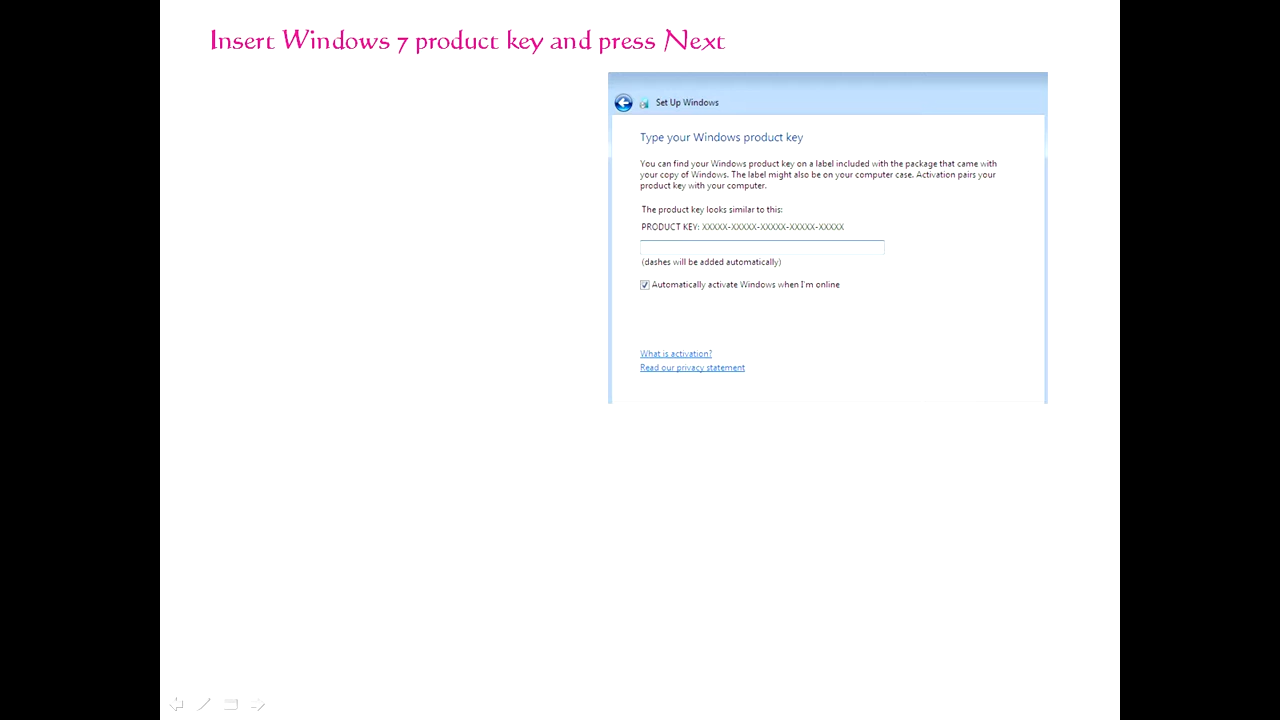 Insert Windows 7 product key and press Next
Set Up Windows
Type your Windows product key
You can find your Windows product key on a label included with the package that came with
your copy of Windows. The label might also be on your computer case. Activation pairs your
product key with your computer.
The product key looks similar to this:
PRODUCT KEY: XXXXX-XXXXX-XXXXX-XXXXX-XXXXX
(dashes will be added automatically)
Automatically activate Windows when I'm online
What is activation?
Read our privacy statement